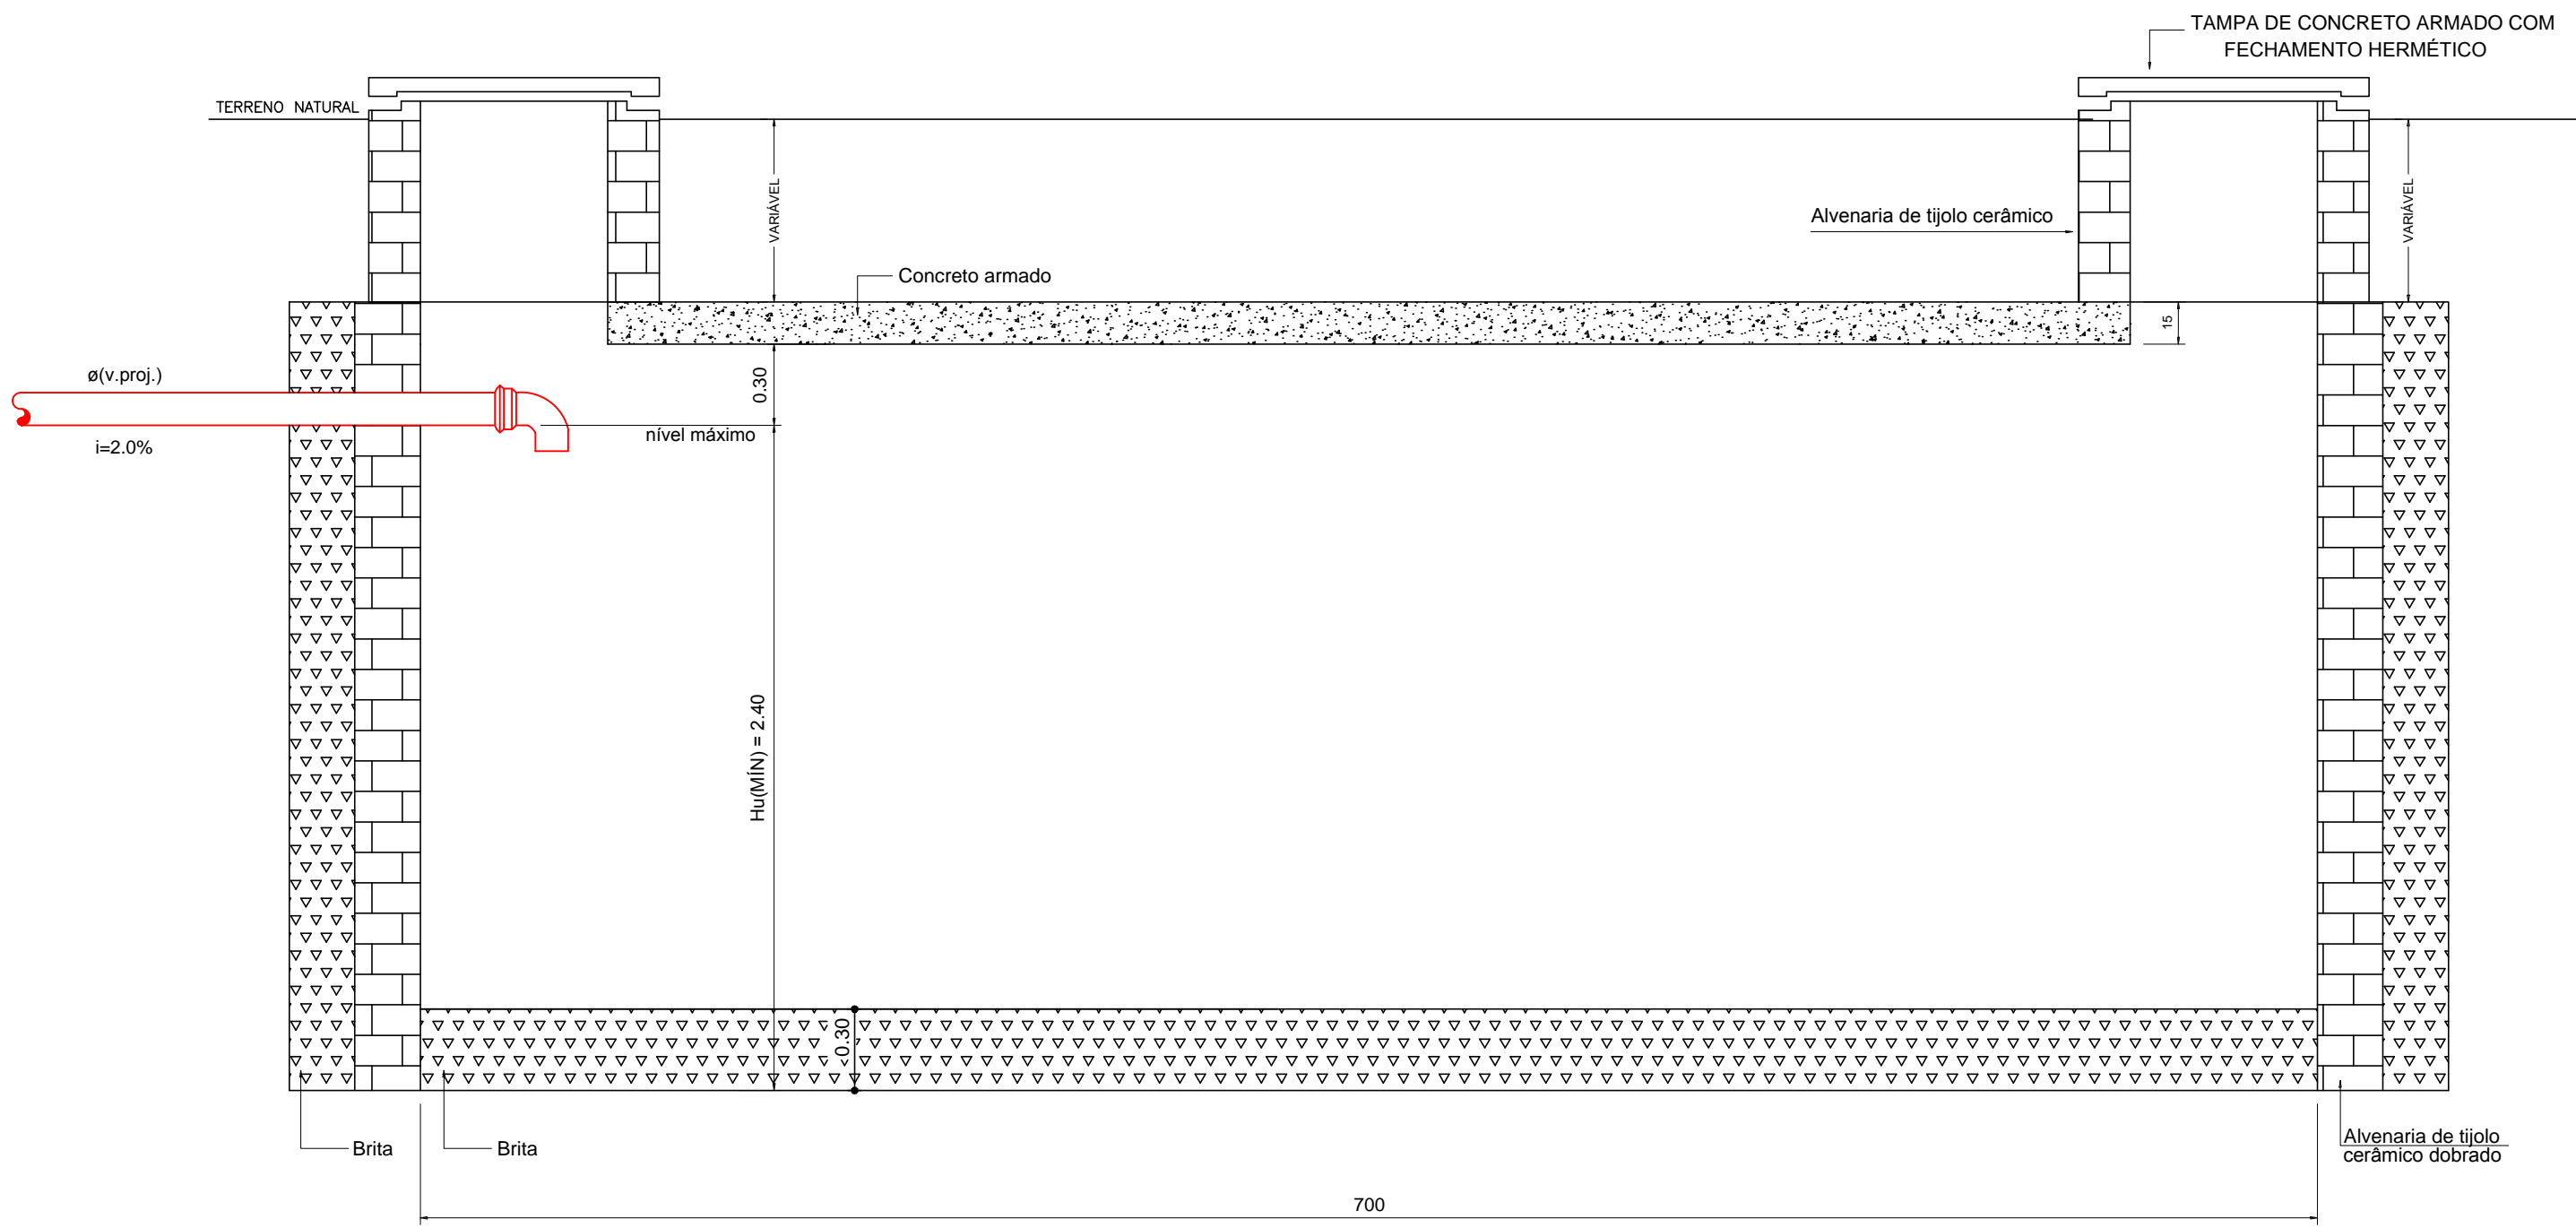 TAMPA DE CONCRETO ARMADO COM
FECHAMENTO HERMÉTICO
TERRENO NATURAL
VARIÁVEL
Alvenaria de tijolo cerâmico
VARIÁVEL
Concreto armado
15
ø(v.proj.)
0.30
nível máximo
i=2.0%
Hu(MÍN) = 2.40
<0.30
Brita
Brita
Alvenaria de tijolo
cerâmico dobrado
700